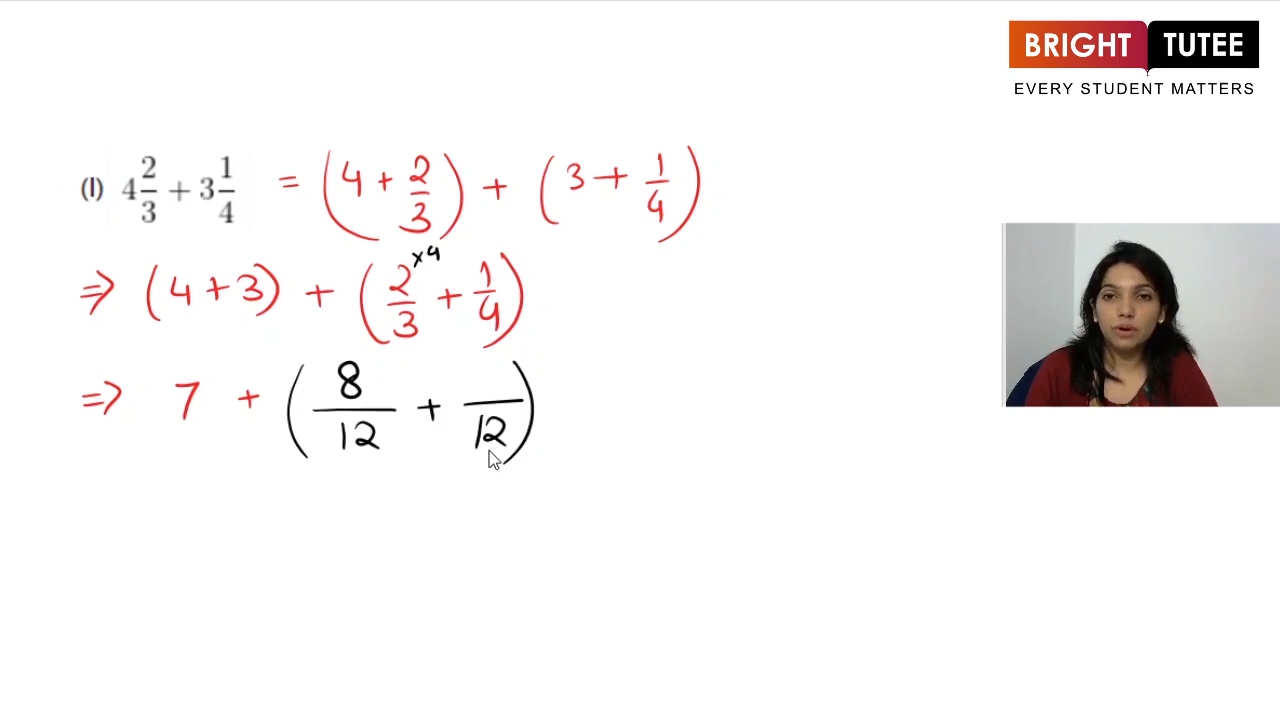 BRIGHT TUTEE
EVERY STUDENT MATTERS
(l) 4 2/3 + 3 1/4 = (4 + 2/3) + (3 + 1/4)
⇒ (4 + 3) + (2×4/3 + 1/4)
⇒ 7 + (8/12 + /12)